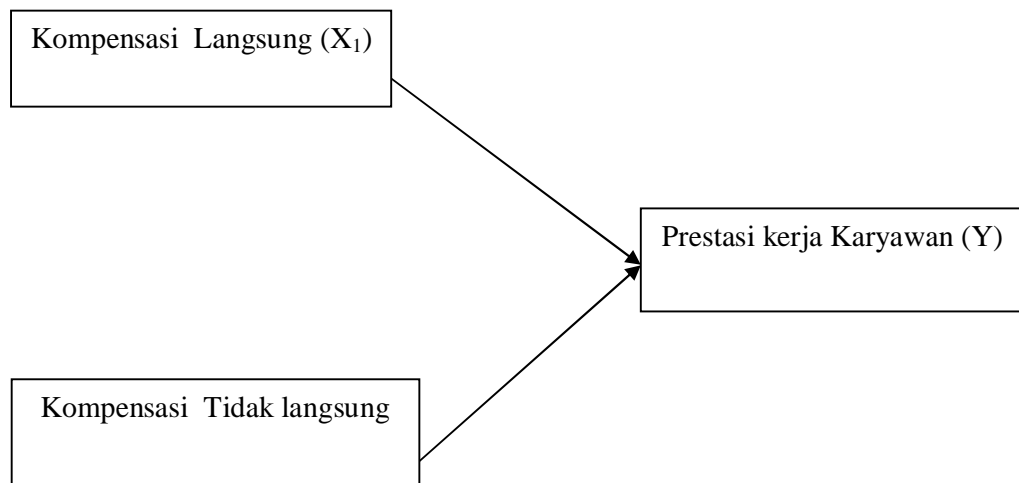 Kompensasi  Langsung (X₁)
Prestasi kerja Karyawan (Y)
Kompensasi  Tidak langsung